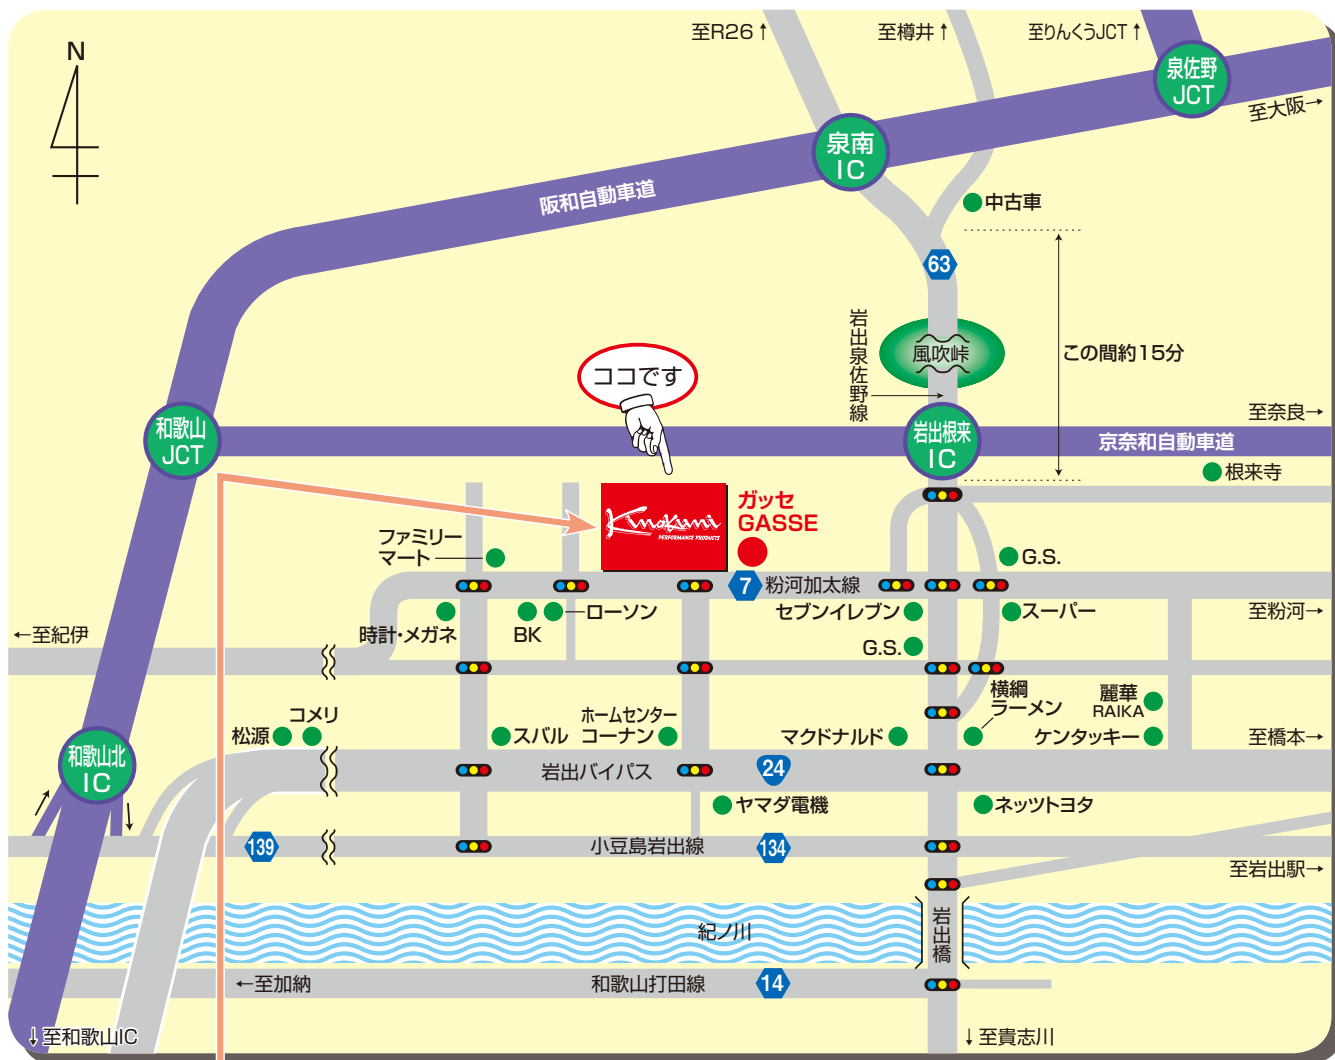 至R26↑
至樽井↑
至りんくうJCT↑
N
泉佐野
JCT
至大阪→
泉南
IC
阪和自動車道
中古車
63
岩出泉佐野線
風吹峠
この間約15分
ココです
至奈良→
和歌山
JCT
岩出根来
IC
京奈和自動車道
根来寺
Kinokuni
PERFORMANCE PRODUCTS
ガッセ
GASSE
ファミリー
マート
G.S.
7
粉河加太線
時計・メガネ
BK
ローソン
セブンイレブン
スーパー
至粉河→
←至紀伊
G.S.
横綱
ラーメン
麗華
RAIKA
松源
コメリ
スバル
ホームセンター
コーナン
マクドナルド
ケンタッキー
至橋本→
和歌山北
IC
岩出バイパス
24
ヤマダ電機
ネッツトヨタ
139
小豆島岩出線
134
至岩出駅→
紀ノ川
岩出橋
←至加納
和歌山打田線
14
↓至和歌山IC
↓至貴志川